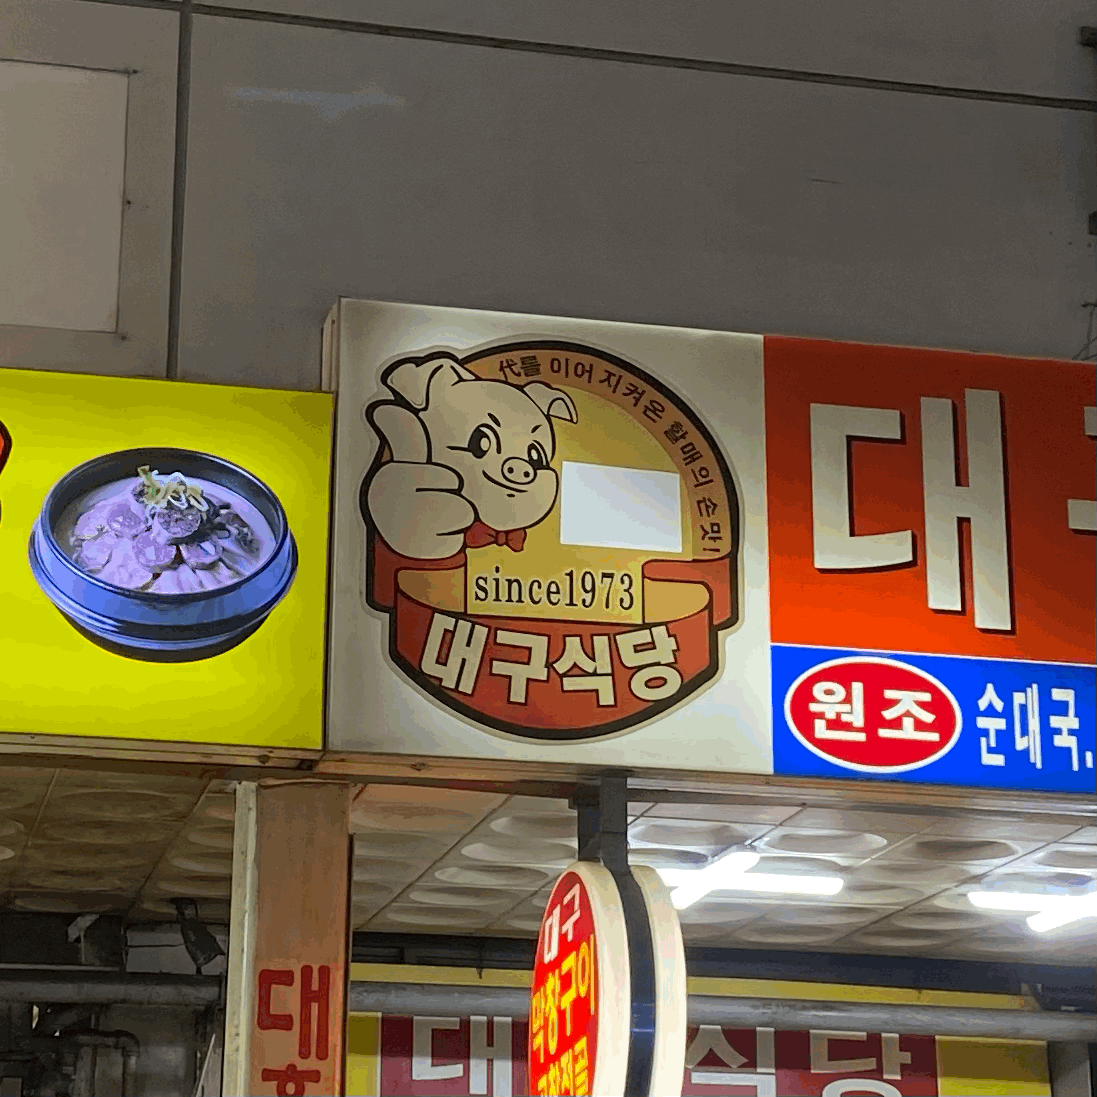 代를 이어 지켜온 할매의 손맛!
since1973
대구식당
대
원조 순대국.
대구
막창구이
대
대 식당